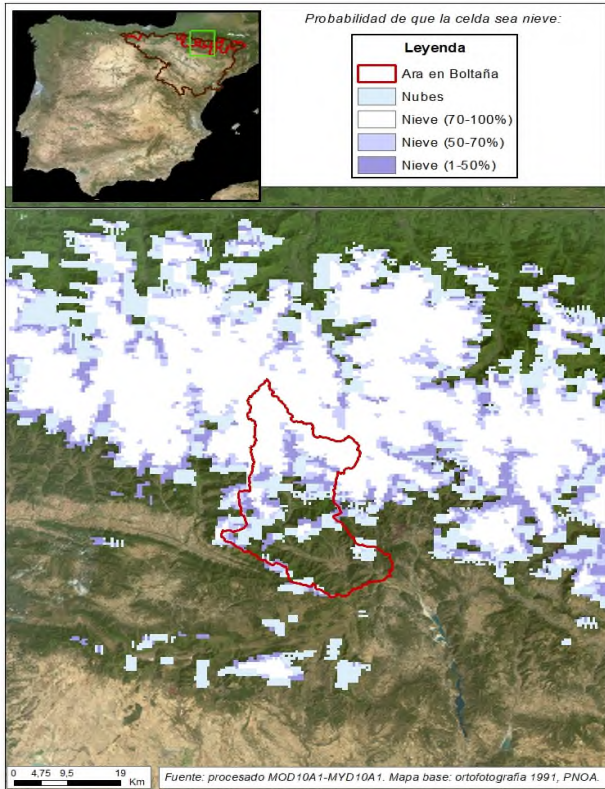 Probabilidad de que la celda sea nieve:
Leyenda
Ara en Boltaña
Nubes
Nieve (70-100%)
Nieve (50-70%)
Nieve (1-50%)
0 4,75 9,5 19
Km
Fuente: procesado MOD10A1-MYD10A1. Mapa base: ortofotografía 1991, PNOA.